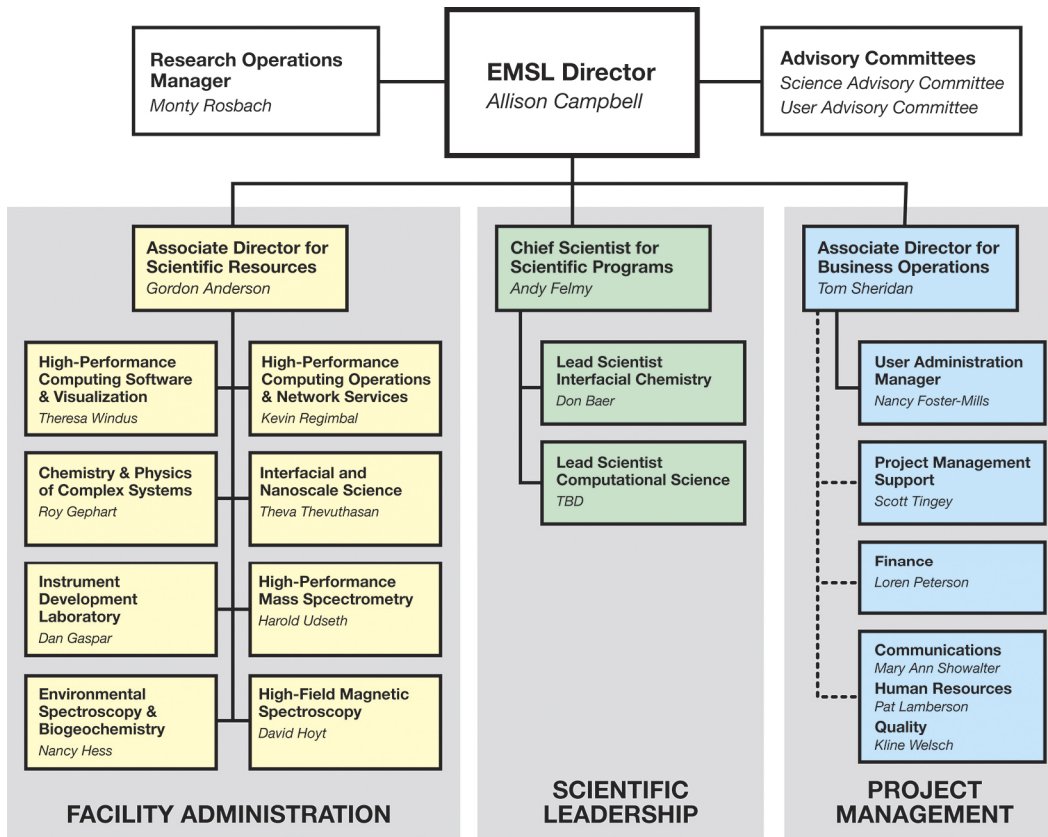 Research Operations
Manager
Monty Rosbach
EMSL Director
Allison Campbell
Advisory Committees
Science Advisory Committee
User Advisory Committee
Associate Director for
Scientific Resources
Gordon Anderson
High-Performance
Computing Software
& Visualization
Theresa Windus
High-Performance
Computing Operations
& Network Services
Kevin Regimbal
Chemistry & Physics
of Complex Systems
Roy Gephart
Interfacial and
Nanoscale Science
Theva Thevuthasan
Instrument
Development
Laboratory
Dan Gaspar
High-Performance
Mass Spcectrometry
Harold Udseth
Environmental
Spectroscopy &
Biogeochemistry
Nancy Hess
High-Field Magnetic
Spectroscopy
David Hoyt
FACILITY ADMINISTRATION
Chief Scientist for
Scientific Programs
Andy Felmy
Lead Scientist
Interfacial Chemistry
Don Baer
Lead Scientist
Computational Science
TBD
SCIENTIFIC
LEADERSHIP
Associate Director for
Business Operations
Tom Sheridan
User Administration
Manager
Nancy Foster-Mills
Project Management
Support
Scott Tingey
Finance
Loren Peterson
Communications
Mary Ann Showalter
Human Resources
Pat Lamberson
Quality
Kline Welsch
PROJECT
MANAGEMENT